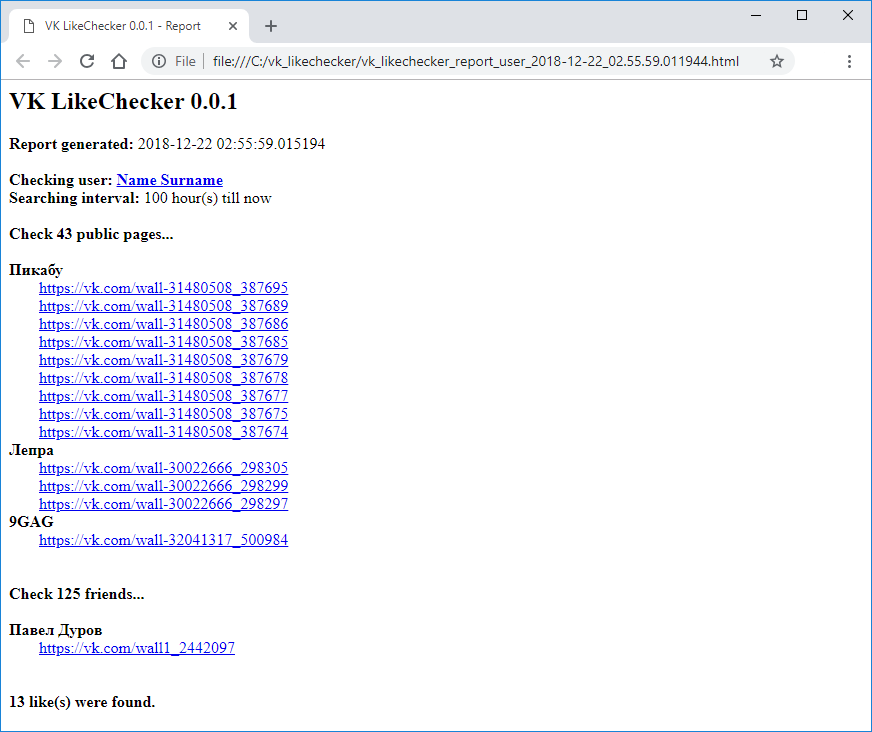 VK LikeChecker 0.0.1 - Report
File file:///C:/vk_likechecker/vk_likechecker_report_user_2018-12-22_02.55.59.011944.html
VK LikeChecker 0.0.1
Report generated: 2018-12-22 02:55:59.015194
Checking user: Name Surname
Searching interval: 100 hour(s) till now
Check 43 public pages...
Пикабу
https://vk.com/wall-31480508_387695
https://vk.com/wall-31480508_387689
https://vk.com/wall-31480508_387686
https://vk.com/wall-31480508_387685
https://vk.com/wall-31480508_387679
https://vk.com/wall-31480508_387678
https://vk.com/wall-31480508_387677
https://vk.com/wall-31480508_387675
https://vk.com/wall-31480508_387674
Лепра
https://vk.com/wall-30022666_298305
https://vk.com/wall-30022666_298299
https://vk.com/wall-30022666_298297
9GAG
https://vk.com/wall-32041317_500984
Check 125 friends...
Павел Дуров
https://vk.com/wall1_2442097
13 like(s) were found.